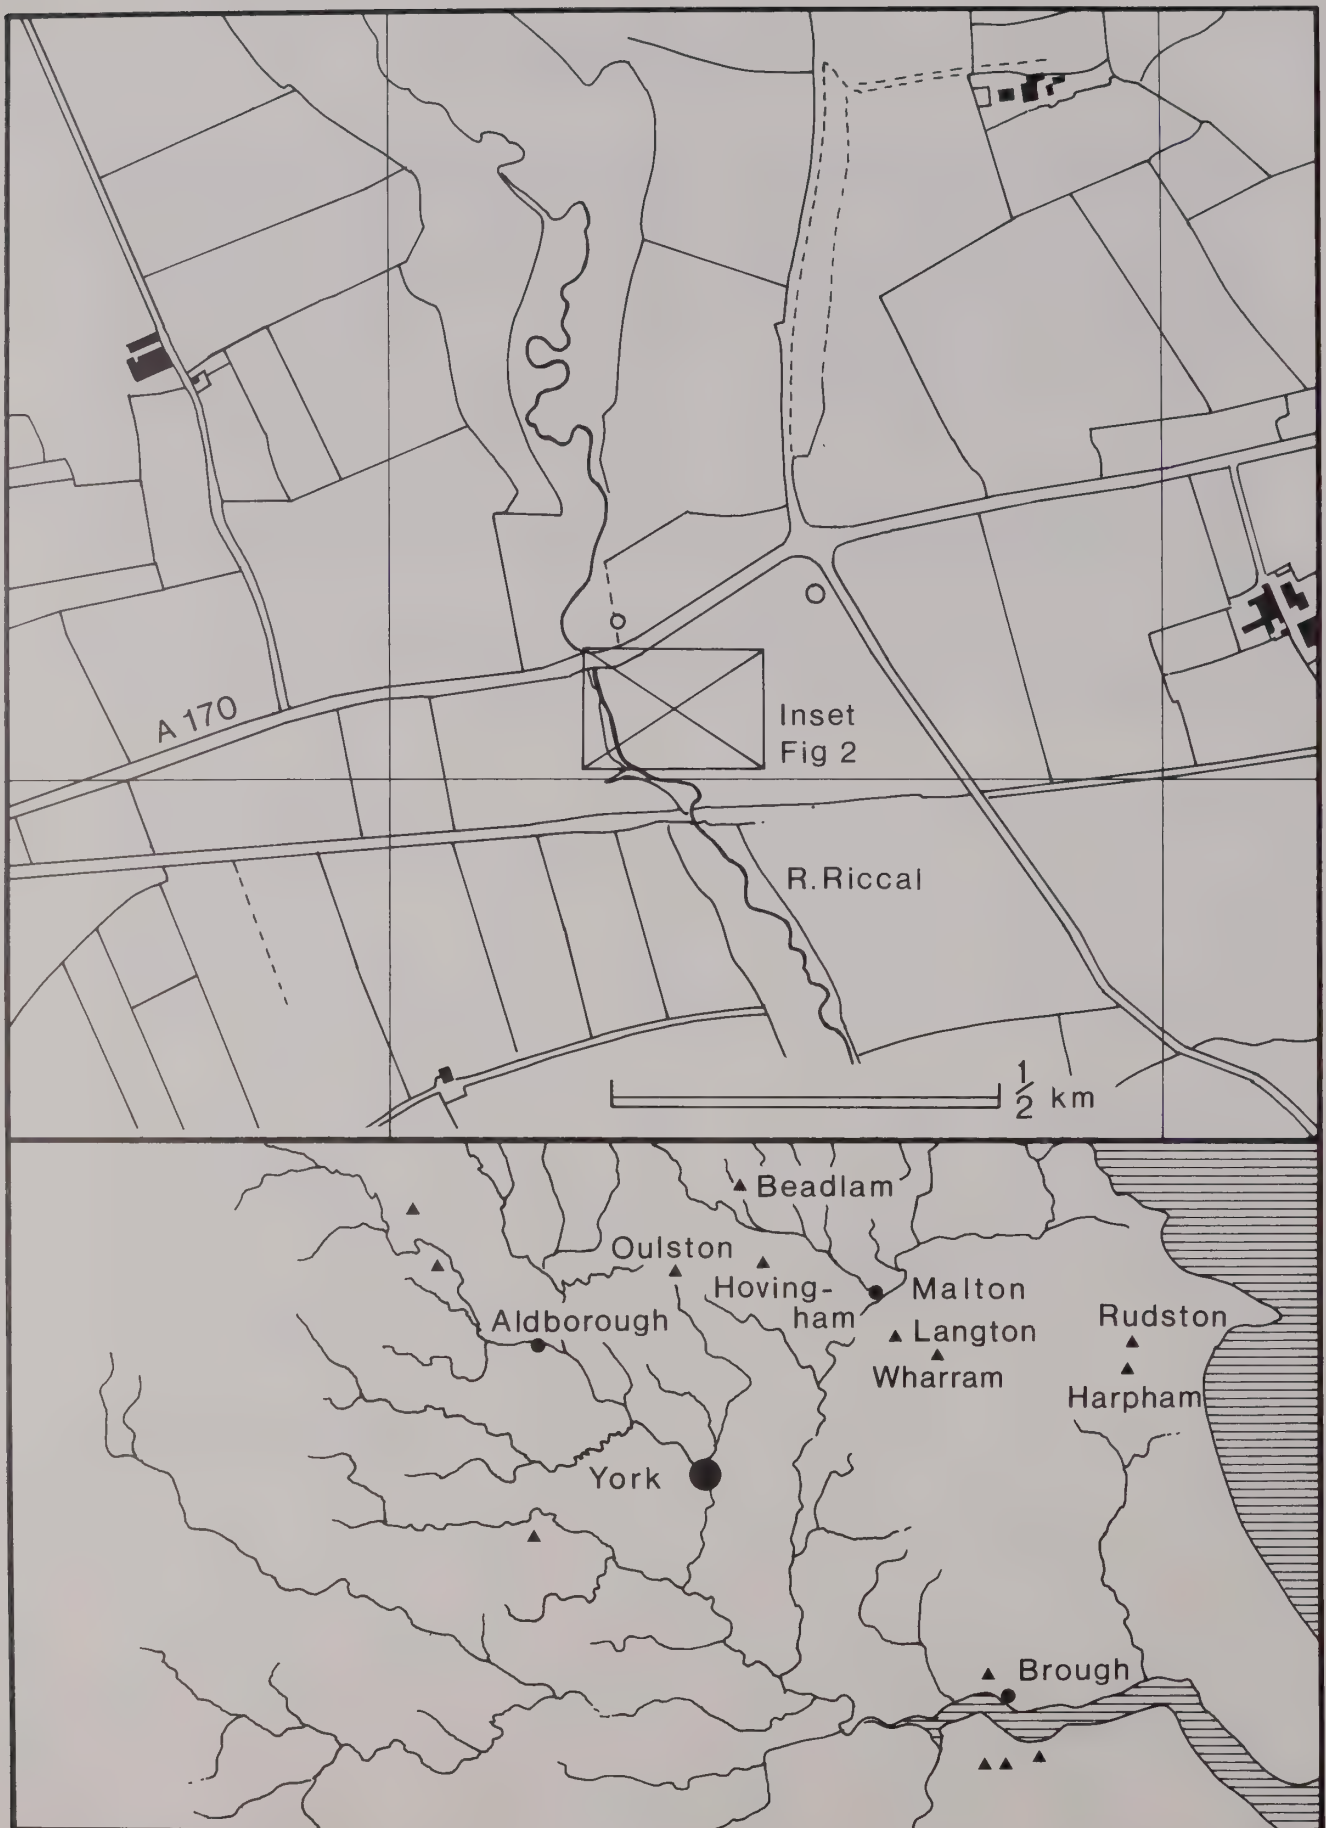 A 170
Inset
Fig 2
R. Riccal
1/2 km
Beadlam
Oulston
Hoving-
ham
Malton
Aldborough
Langton
Rudston
Wharram
Harpham
York
Brough